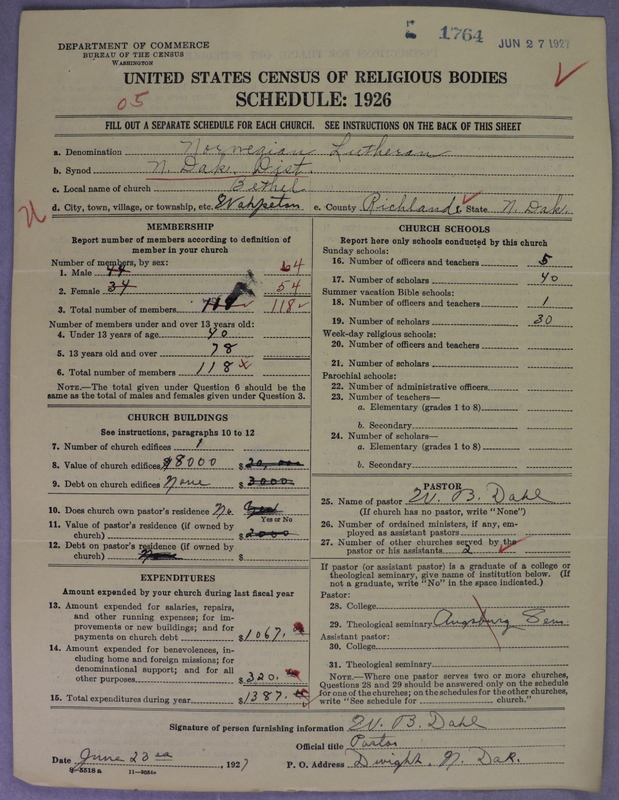 1764 JUN 27 1927
DEPARTMENT OF COMMERCE
BUREAU OF THE CENSUS
WASHINGTON
UNITED STATES CENSUS OF RELIGIOUS BODIES
05
SCHEDULE: 1926
FILL OUT A SEPARATE SCHEDULE FOR EACH CHURCH. SEE INSTRUCTIONS ON THE BACK OF THIS SHEET
a. Denomination Norwegian Lutheran
b. Synod N. Dak. Dist.
c. Local name of church Bethel
d. City, town, village, or township, etc. Wahpeton e. County Richland f. State N. Dak.
MEMBERSHIP
Report number of members according to definition of
member in your church
Number of members, by sex:
1. Male 44 64
2. Female 34 54
3. Total number of members 118 118
Number of members under and over 13 years old:
4. Under 13 years of age 40
5. 13 years old and over 78
6. Total number of members 118
NOTE.—The total given under Question 6 should be the
same as the total of males and females given under Question 3.
CHURCH BUILDINGS
See instructions, paragraphs 10 to 12
7. Number of church edifices 1
8. Value of church edifices $8000 $
9. Debt on church edifices None $ 3000
10. Does church own pastor's residence No
Yes or No
11. Value of pastor's residence (if owned by
church) $ 2000
12. Debt on pastor's residence (if owned by
church) $
EXPENDITURES
Amount expended by your church during last fiscal year
13. Amount expended for salaries, repairs,
and other running expenses; for im-
provements or new buildings; and for
payments on church debt $1067.
14. Amount expended for benevolences, in-
cluding home and foreign missions; for
denominational support; and for all
other purposes $320.
15. Total expenditures during year $1387.
CHURCH SCHOOLS
Report here only schools conducted by this church
Sunday schools:
16. Number of officers and teachers 5
17. Number of scholars 40
Summer vacation Bible schools:
18. Number of officers and teachers 1
19. Number of scholars 30
Week-day religious schools:
20. Number of officers and teachers
21. Number of scholars
Parochial schools:
22. Number of administrative officers
23. Number of teachers—
a. Elementary (grades 1 to 8)
b. Secondary
24. Number of scholars—
a. Elementary (grades 1 to 8)
b. Secondary
PASTOR
25. Name of pastor W. B. Dahl
(If church has no pastor, write "None")
26. Number of ordained ministers, if any, em-
ployed as assistant pastors
27. Number of other churches served by the
pastor or his assistants 2
If pastor (or assistant pastor) is a graduate of a college or
theological seminary, give name of institution below. (If
not a graduate, write "No" in the space indicated.)
Pastor:
28. College
29. Theological seminary Augsburg Sem
Assistant pastor:
30. College
31. Theological seminary
NOTE.—Where one pastor serves two or more churches,
Questions 28 and 29 should be answered only on the schedule
for one of the churches; on the schedules for the other churches,
write "See schedule for church."
Signature of person furnishing information W. B. Dahl
Official title Pastor
Date June 23 , 1927 P. O. Address Dwight, N. Dak.
8-5518 a 11-9054